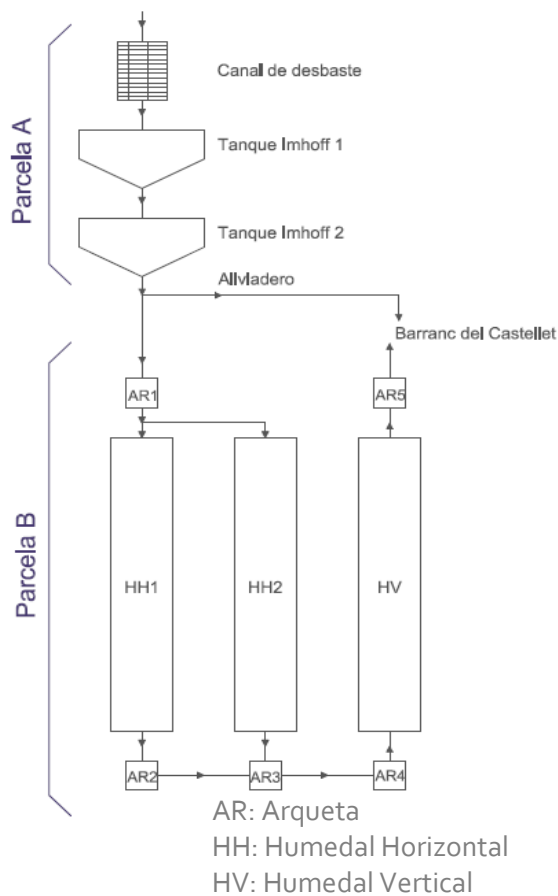 Parcela A
Canal de desbaste
Tanque Imhoff 1
Tanque Imhoff 2
Allvladero
Barranc del Castellet
Parcela B
AR1
AR5
HH1
HH2
HV
AR2
AR3
AR4
AR: Arqueta
HH: Humedal Horizontal
HV: Humedal Vertical